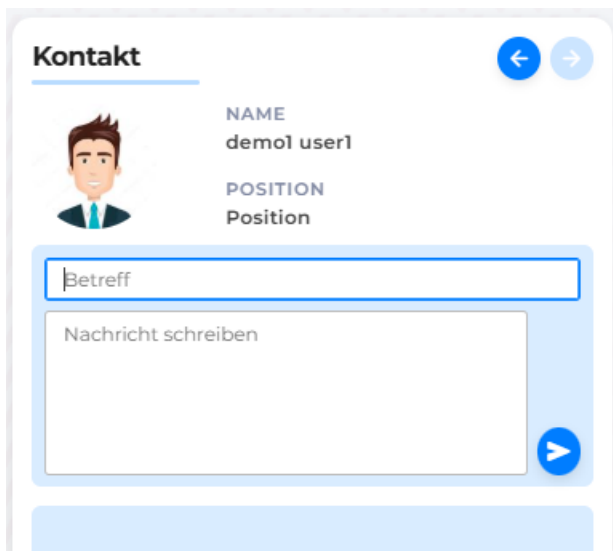 Kontakt
NAME
demo1 user1
POSITION
Position
Betreff
Nachricht schreiben